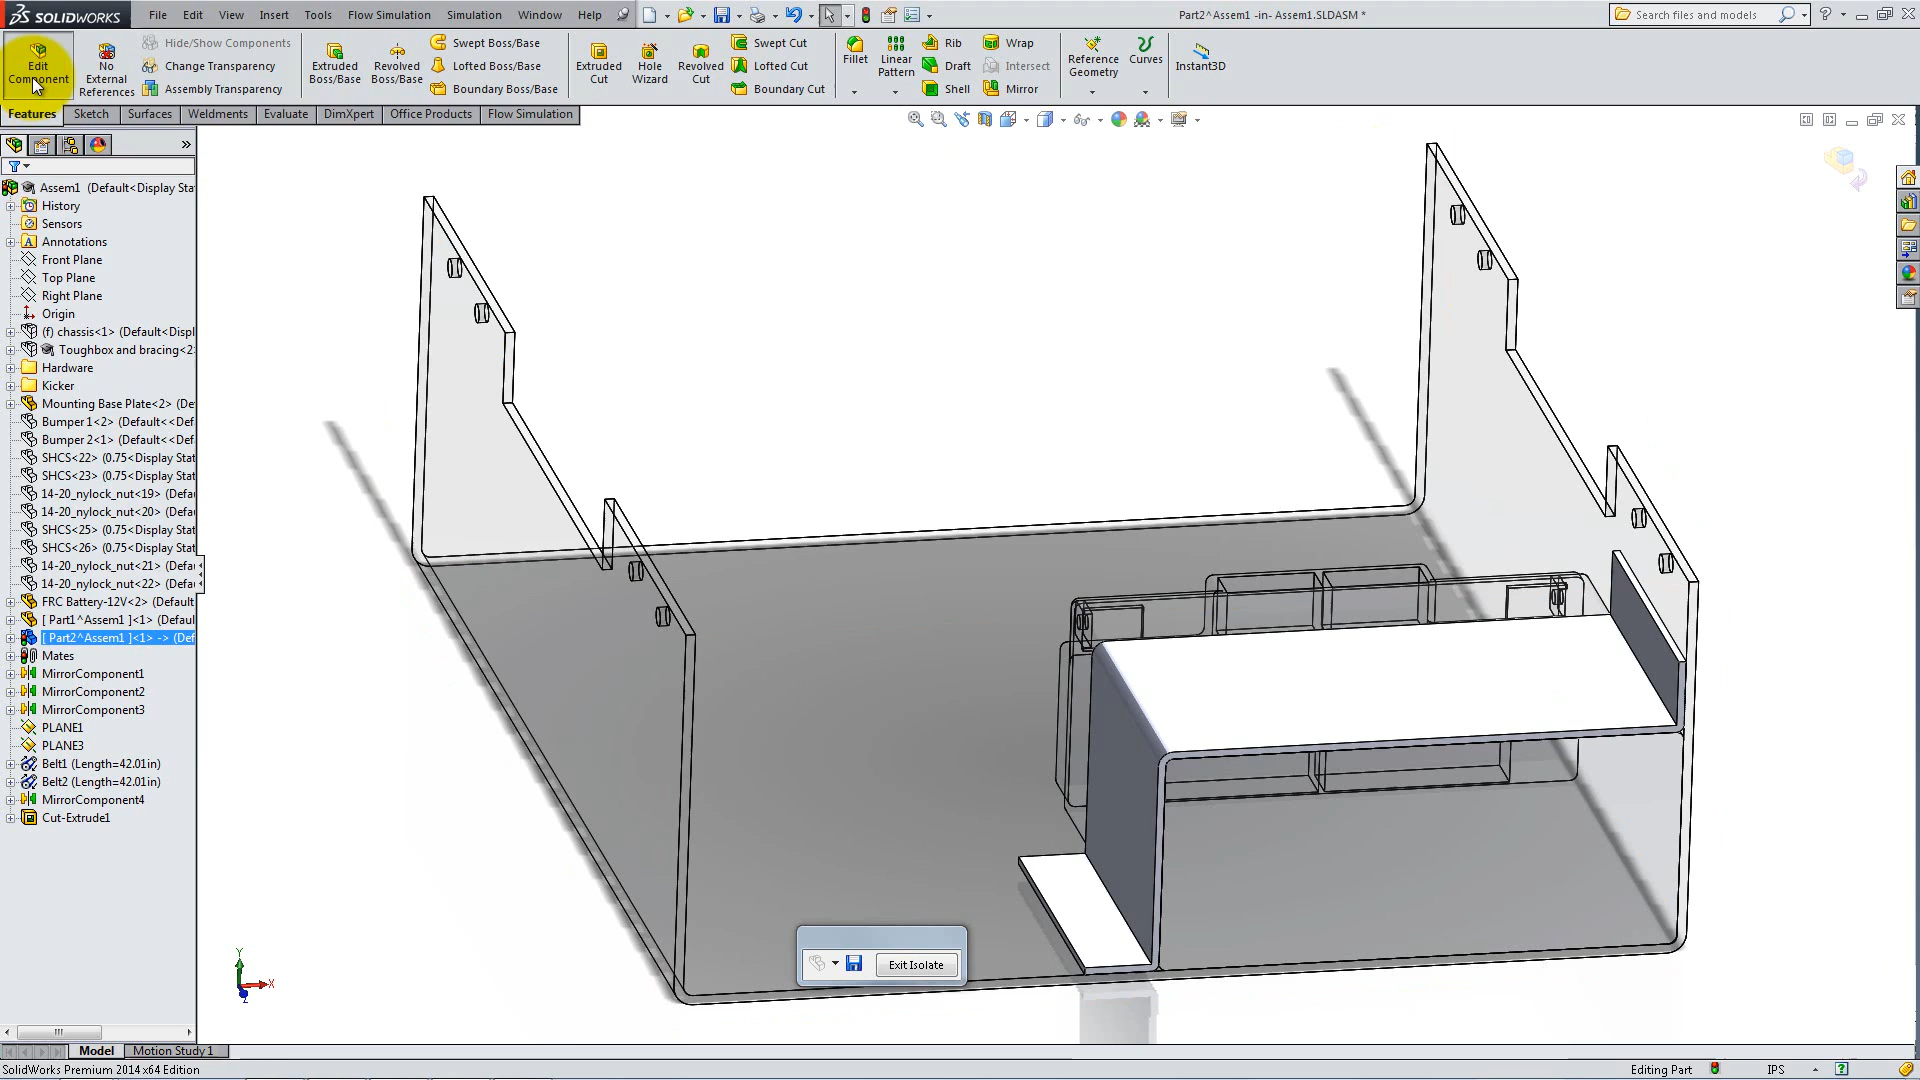 SOLIDWORKS File Edit View Insert Tools Flow Simulation Simulation Window Help Part2^Assem1 -in- Assem1.SLDASM * Search files and models
Edit Component
No External References
Hide/Show Components
Change Transparency
Assembly Transparency
Extruded Boss/Base
Revolved Boss/Base
Swept Boss/Base
Lofted Boss/Base
Boundary Boss/Base
Extruded Cut
Hole Wizard
Revolved Cut
Swept Cut
Lofted Cut
Boundary Cut
Fillet
Linear Pattern
Rib
Draft
Shell
Wrap
Intersect
Mirror
Reference Geometry
Curves
Instant3D
Features Sketch Surfaces Weldments Evaluate DimXpert Office Products Flow Simulation
Assem1 (Default<Display Sta
History
Sensors
Annotations
Front Plane
Top Plane
Right Plane
Origin
(f) chassis<1> (Default<Displ
Toughbox and bracing<2
Hardware
Kicker
Mounting Base Plate<2> (De
Bumper 1<2> (Default<<Def
Bumper 2<1> (Default<<Def
SHCS<22> (0.75<Display Stat
SHCS<23> (0.75<Display Stat
14-20_nylock_nut<19> (Defau
14-20_nylock_nut<20> (Defau
SHCS<25> (0.75<Display Stat
SHCS<26> (0.75<Display Stat
14-20_nylock_nut<21> (Defau
14-20_nylock_nut<22> (Defau
FRC Battery-12V<2> (Default
[ Part1^Assem1 ]<1> (Defaul
[ Part2^Assem1 ]<1> -> (Def
Mates
MirrorComponent1
MirrorComponent2
MirrorComponent3
PLANE1
PLANE3
Belt1 (Length=42.01in)
Belt2 (Length=42.01in)
MirrorComponent4
Cut-Extrude1
Exit Isolate
Y
X
Z
Model Motion Study 1
SolidWorks Premium 2014 x64 Edition Editing Part IPS